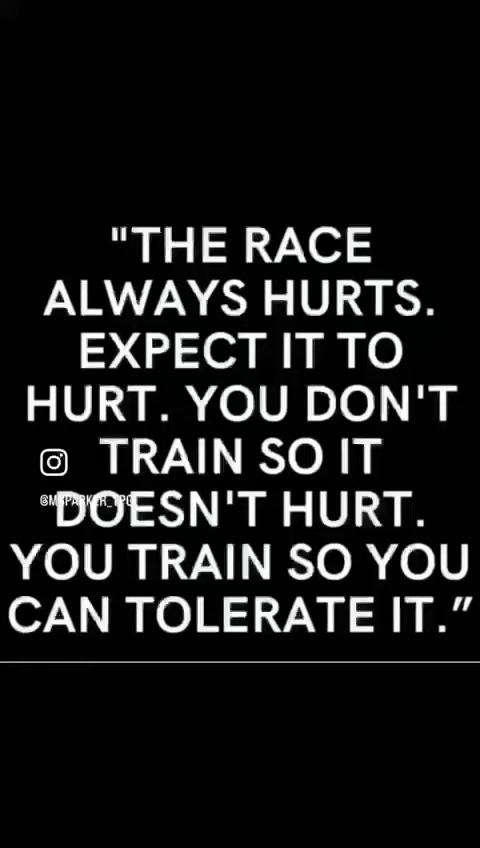 "THE RACE
ALWAYS HURTS.
EXPECT IT TO
HURT. YOU DON'T
TRAIN SO IT
DOESN'T HURT.
YOU TRAIN SO YOU
CAN TOLERATE IT.”